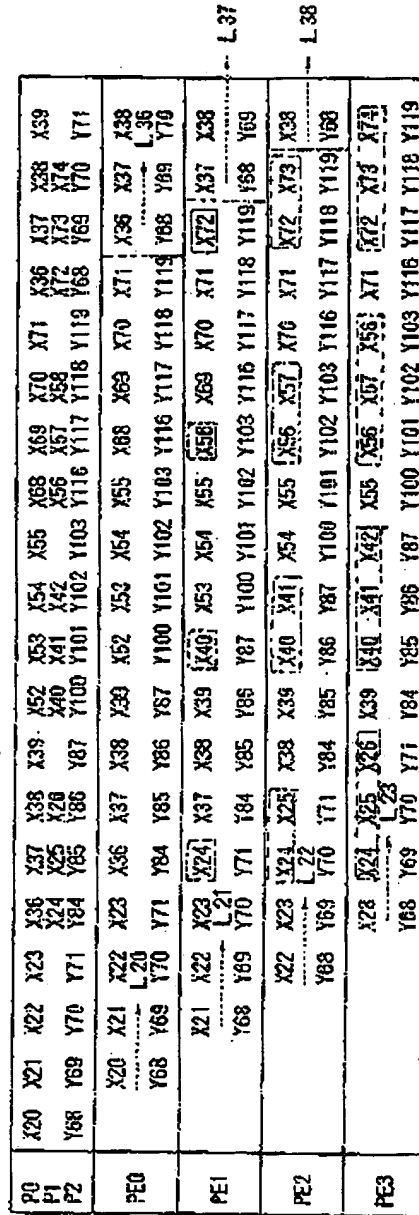 P0 X20 X21 X22 X23 X36 X37 X38 X39 X52 X53 X54 X55 X68 X69 X70 X71 X36 X37 X38 X39
P1 X24 X25 X26 X40 X41 X42 X56 X57 X58 X72 X73 X74
P2 Y68 Y69 Y70 Y71 Y84 Y85 Y86 Y87 Y100 Y101 Y102 Y103 Y116 Y117 Y118 Y119 Y68 Y69 Y70 Y71
X20 X21 X22 X23 X36 X37 X38 X39 X52 X53 X54 X55 X68 X69 X70 X71 X36 X37 X38
PE0 L20 L36
Y68 Y69 Y70 Y71 Y84 Y85 Y86 Y87 Y100 Y101 Y102 Y103 Y116 Y117 Y118 Y119 Y68 Y69 Y70
X21 X22 X23 X24 X37 X38 X39 X40 X53 X54 X55 X56 X69 X70 X71 X72 X37 X38
PE1 L21 L37
Y68 Y69 Y70 Y71 Y84 Y85 Y86 Y87 Y100 Y101 Y102 Y103 Y116 Y117 Y118 Y119 Y68 Y69
X22 X23 X24 X25 X38 X39 X40 X41 X54 X55 X56 X57 X70 X71 X72 X73 X38
PE2 L22 L38
Y68 Y69 Y70 Y71 Y84 Y85 Y86 Y87 Y100 Y101 Y102 Y103 Y116 Y117 Y118 Y119 Y68
X23 X24 X25 X26 X39 X40 X41 X42 X55 X56 X57 X58 X71 X72 X73 X74
PE3 L23
Y68 Y69 Y70 Y71 Y84 Y85 Y86 Y87 Y100 Y101 Y102 Y103 Y116 Y117 Y118 Y119